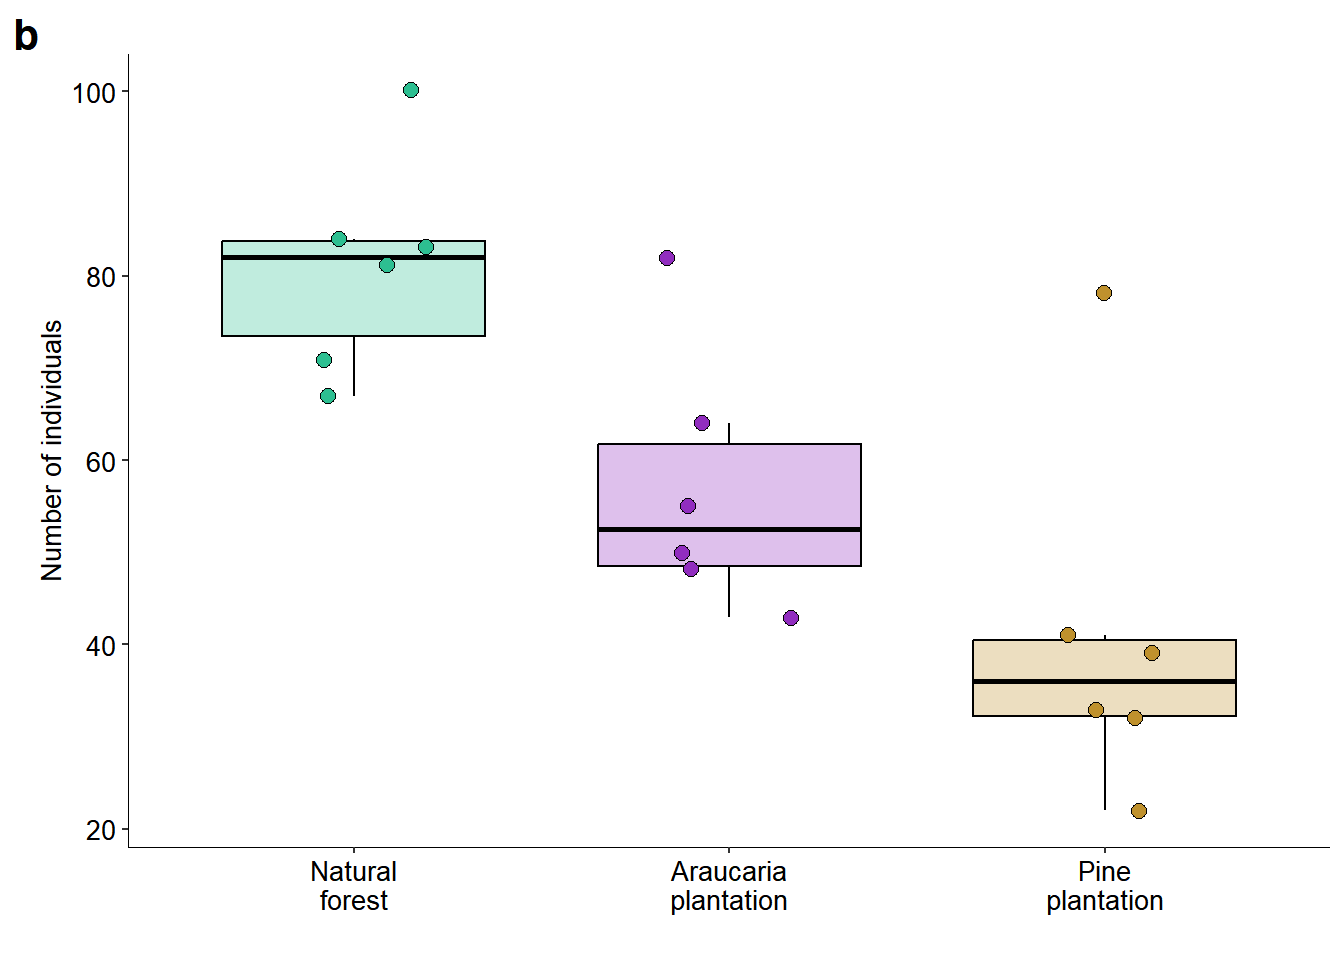 b
100
80
60
40
20
Number of individuals
Natural
forest
Araucaria
plantation
Pine
plantation